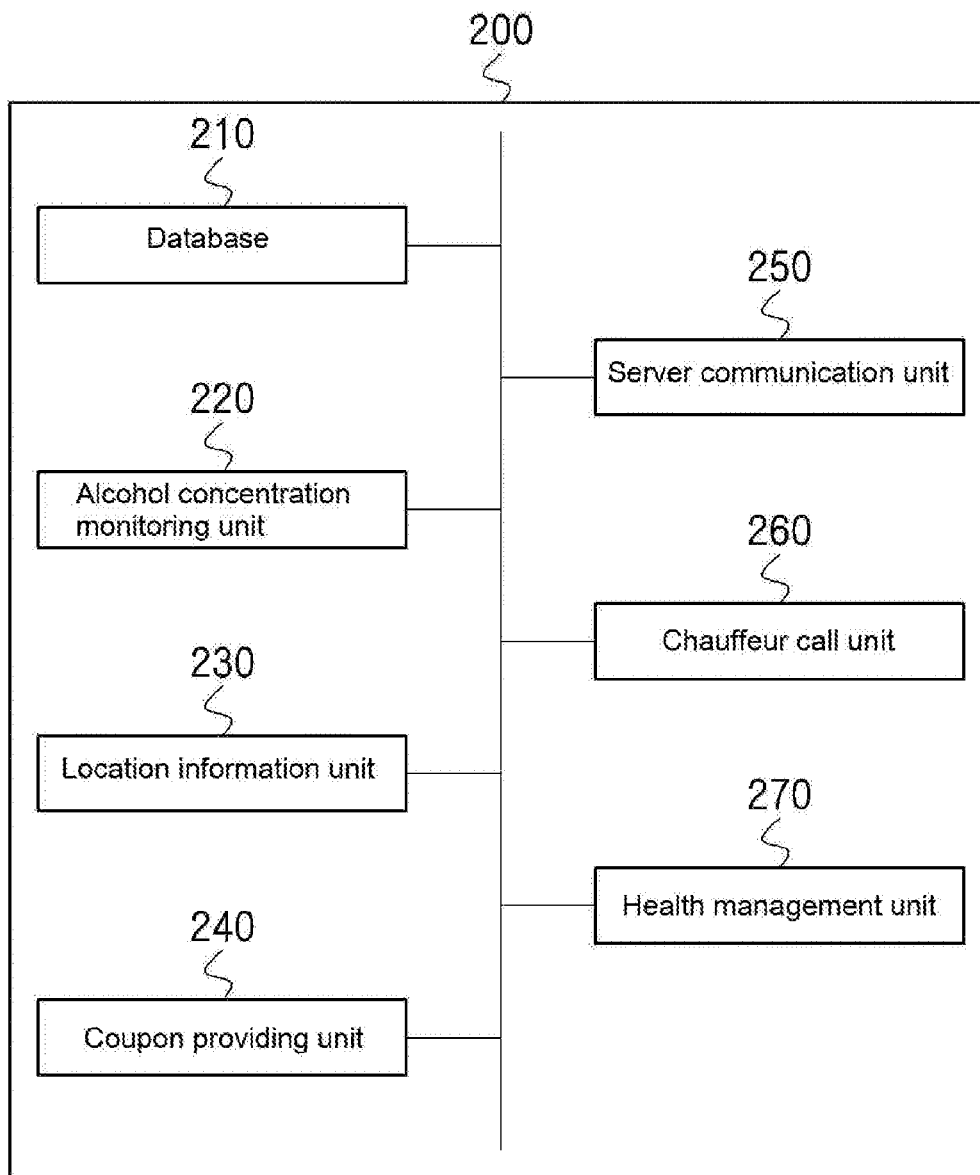 200
210
Database
250
Server communication unit
220
Alcohol concentration
monitoring unit
260
Chauffeur call unit
230
Location information unit
270
Health management unit
240
Coupon providing unit